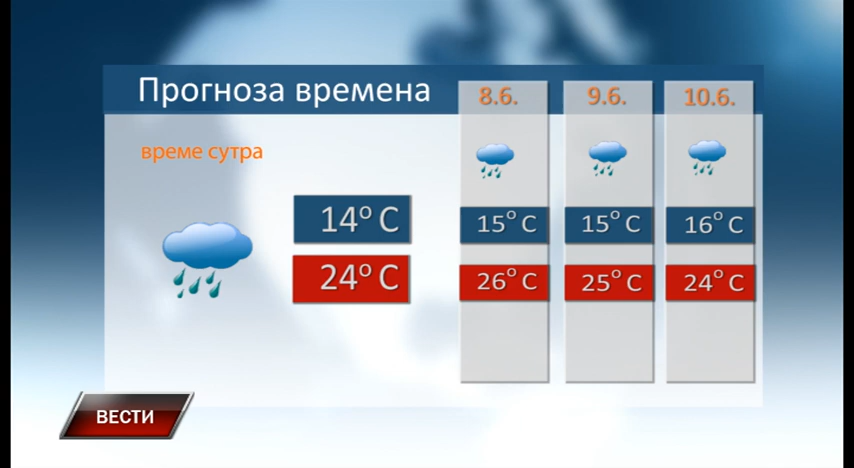 Прогноза времена
8.6.
9.6.
10.6.
време сутра
14° C
15° C
15° C
16° C
24° C
26° C
25° C
24° C
ВЕСТИ